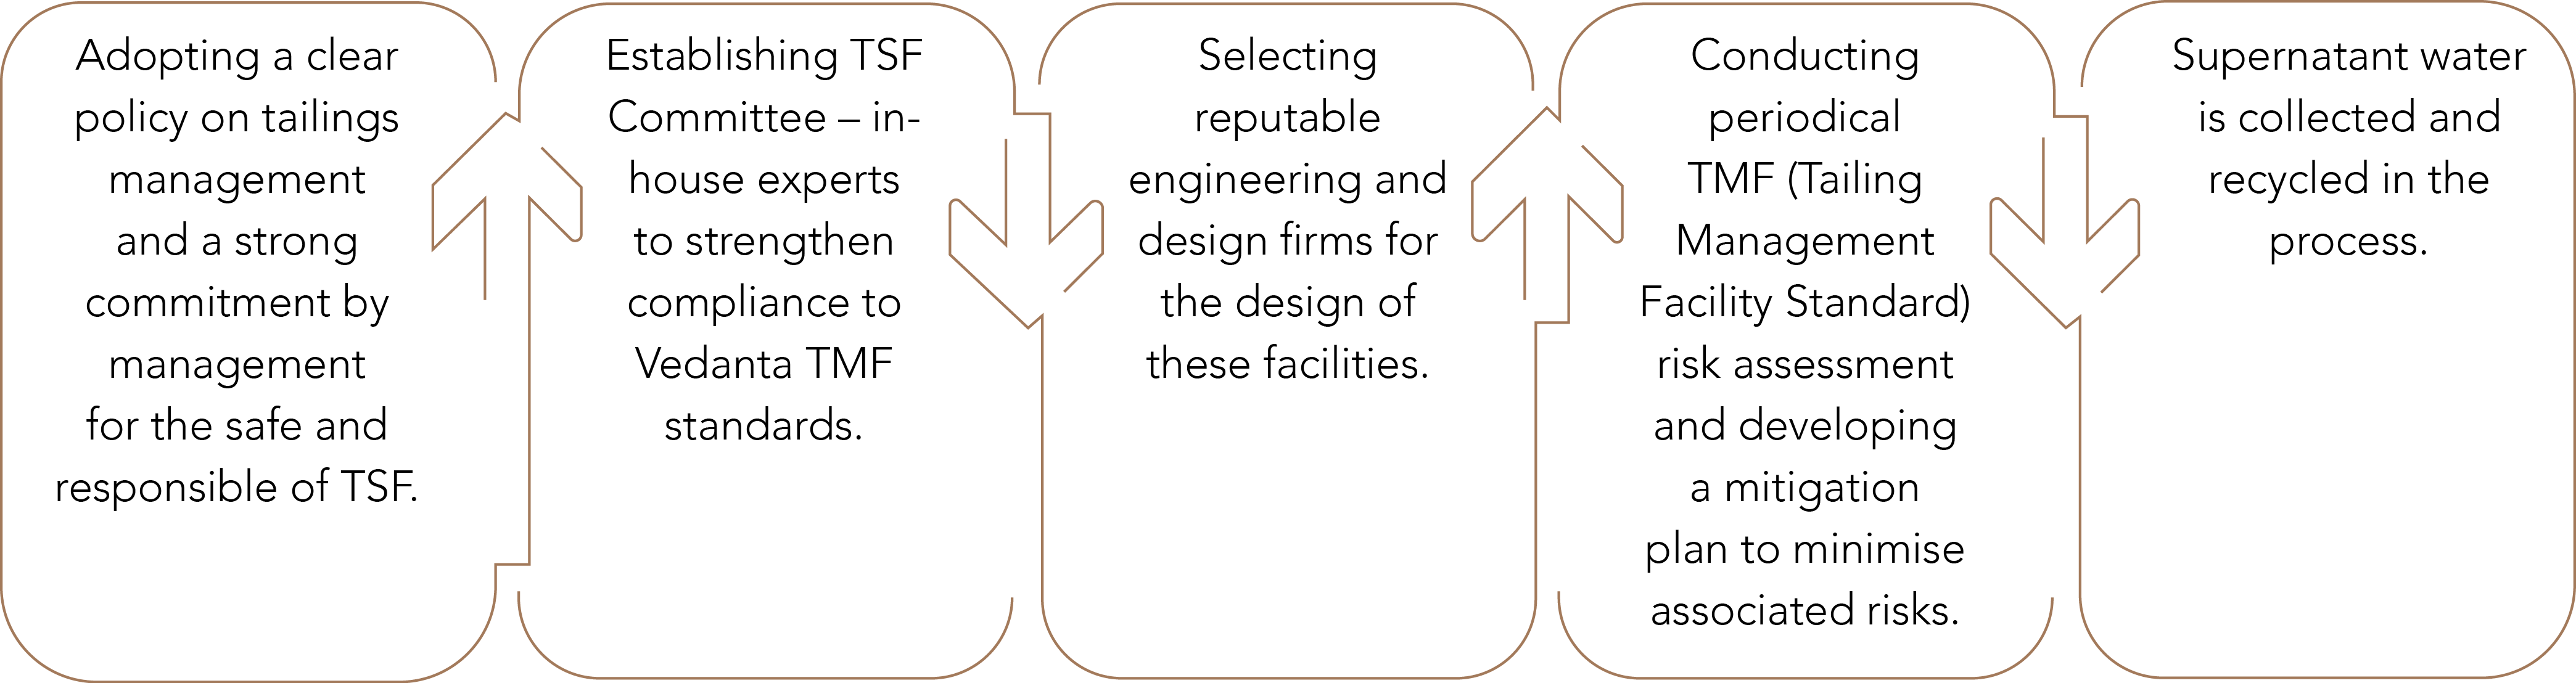 Adopting a clear
policy on tailings
management
and a strong
commitment by
management
for the safe and
responsible of TSF.
Establishing TSF
Committee – in-
house experts
to strengthen
compliance to
Vedanta TMF
standards.
Selecting
reputable
engineering and
design firms for
the design of
these facilities.
Conducting
periodical
TMF (Tailing
Management
Facility Standard)
risk assessment
and developing
a mitigation
plan to minimise
associated risks.
Supernatant water
is collected and
recycled in the
process.